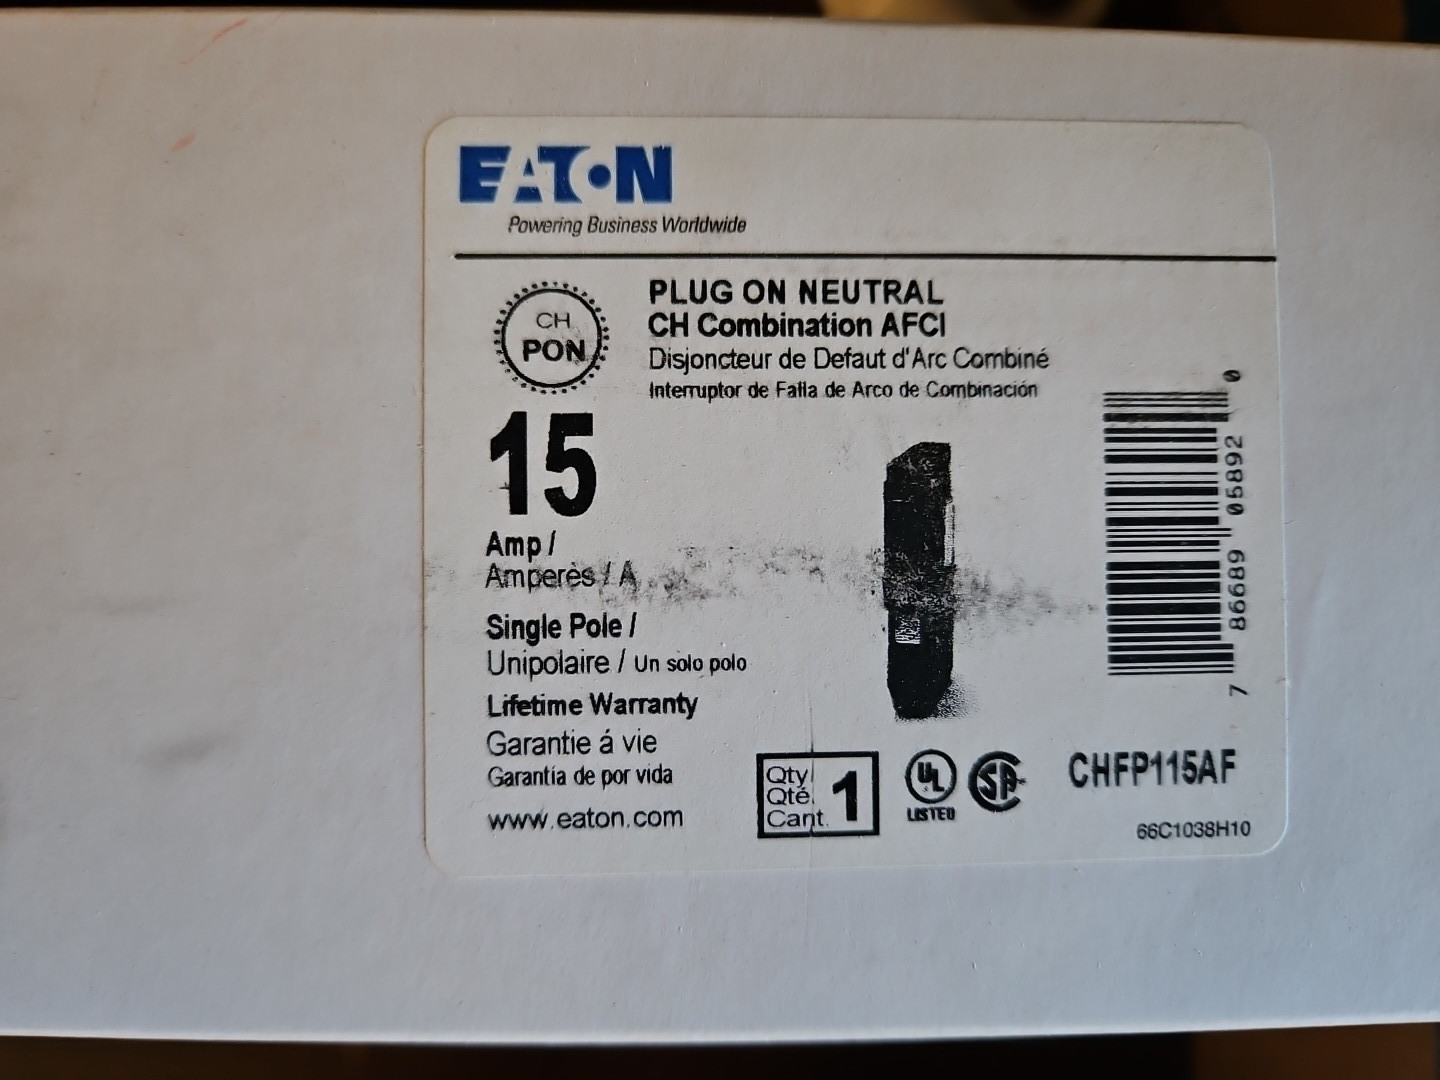 EATON
Powering Business Worldwide
CH
PON
PLUG ON NEUTRAL
CH Combination AFCI
Disjoncteur de Defaut d'Arc Combiné
Interruptor de Falla de Arco de Combinación
15
Amp /
Amperès / A
Single Pole /
Unipolaire / Un solo polo
Lifetime Warranty
Garantie á vie
Garantía de por vida
www.eaton.com
Qty
Qté.
Cant.
1
UL
LISTED
SA
CHFP115AF
66C1038H10
7 86689 05892 0